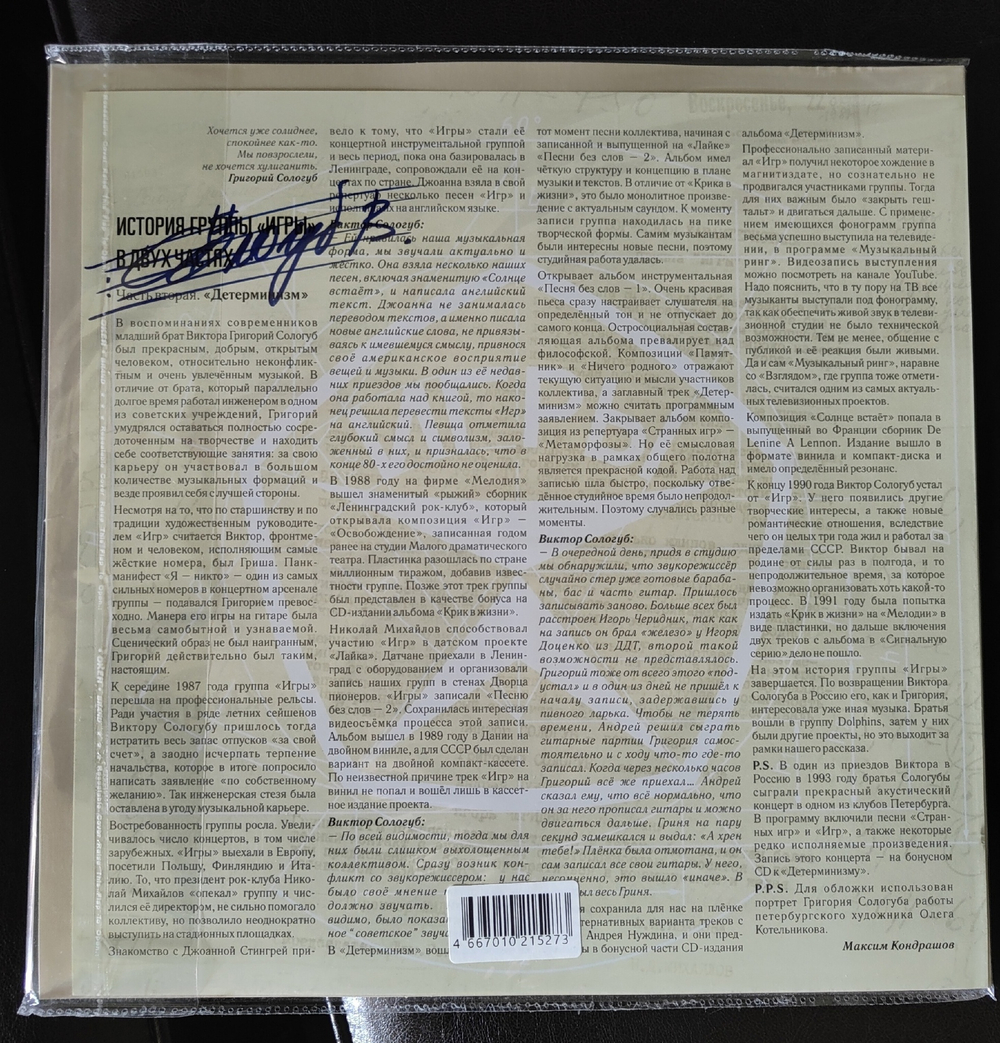 Хочется уже солиднее,
спокойнее как-то.
Мы повзрослели,
не хочется хулиганить.
Григорий Сологуб
ИСТОРИЯ ГРУППЫ «ИГРЫ»
В ДВУХ ЧАСТЯХ
Часть вторая. «Детерминизм»
В воспоминаниях современников
младший брат Виктора Григорий Сологуб
был прекрасным, добрым, открытым
человеком, относительно неконфлик-
тным и очень увлечённым музыкой. В
отличие от брата, который параллельно
долгое время работал инженером в одном
из советских учреждений, Григорий
умудрялся оставаться полностью сосре-
доточенным на творчестве и находить
себе соответствующие занятия: за свою
карьеру он участвовал в большом
количестве музыкальных формаций и
везде проявил себя с лучшей стороны.
Несмотря на то, что по старшинству и по
традиции художественным руководите-
лем «Игр» считается Виктор, фронтме-
ном и человеком, исполняющим самые
жёсткие номера, был Гриша. Панк-
манифест «Я – никто» – один из самых
сильных номеров в концертном арсенале
группы – подавался Григорием превос-
ходно. Манера его игры на гитаре была
весьма самобытной и узнаваемой.
Сценический образ не был наигранным,
Григорий действительно был таким,
настоящим.
К середине 1987 года группа «Игры»
перешла на профессиональные рельсы.
Ради участия в ряде летних сейшенов
Виктору Сологубу пришлось тогда
истратить весь запас отпусков «за свой
счет», а заодно исчерпать терпение
начальства, которое в итоге попросило
написать заявление «по собственному
желанию». Так инженерная стезя была
оставлена в угоду музыкальной карьере.
Востребованность группы росла. Увели-
чивалось число концертов, в том числе
зарубежных. «Игры» выехали в Европу,
посетили Польшу, Финляндию и Ита-
лию. То, что президент рок-клуба Нико-
лай Михайлов «опекал» группу и чис-
лился её директором, не сильно помогало
коллективу, но позволило неоднократно
выступить на стадионных площадках.
Знакомство с Джоанной Стингрей при-
вело к тому, что «Игры» стали её
концертной инструментальной группой
и весь период, пока она базировалась в
Ленинграде, сопровождали её на кон-
цертах по стране. Джоанна взяла в свой
репертуар несколько песен «Игр» и
исполняла их на английском языке.
Виктор Сологуб:
– Ей нравилась наша музыкальная
форма, мы звучали актуально и
жёстко. Она взяла несколько наших
песен, включая знаменитую «Солнце
встаёт», и написала английский
текст. Джоанна не занималась
переводом текстов, а именно писала
новые английские слова, не привязы-
ваясь к имевшемуся смыслу, привнося
своё американское восприятие
вещей и музыки. В один из её недав-
них приездов мы пообщались. Когда
она работала над книгой, то нако-
нец решила перевести тексты «Игр»
на английский. Певица отметила
глубокий смысл и символизм, зало-
женный в них, и призналась, что в
конце 80-х его достойно не оценила.
В 1988 году на фирме «Мелодия»
вышел знаменитый «рыжий» сборник
«Ленинградский рок-клуб», который
открывала композиция «Игр» –
«Освобождение», записанная годом
ранее на студии Малого драматического
театра. Пластинка разошлась по стране
миллионным тиражом, добавив извест-
ности группе. Позже этот трек группы
был представлен в качестве бонуса на
CD-издании альбома «Крик в жизни».
Николай Михайлов способствовал
участию «Игр» в датском проекте
«Лайка». Датчане приехали в Ленин-
град с оборудованием и организовали
запись наших групп в стенах Дворца
пионеров. «Игры» записали «Песню
без слов – 2». Сохранилась интересная
видеосъёмка процесса этой записи.
Альбом вышел в 1989 году в Дании на
двойном виниле, а для СССР был сделан
вариант на двойной компакт-кассете.
По неизвестной причине трек «Игр» на
винил не попал и вошёл лишь в кассет-
ное издание проекта.
Виктор Сологуб:
– По всей видимости, тогда мы для
них были слишком выхолощенным
коллективом. Сразу возник кон-
фликт со звукорежиссером: у нас
было своё мнение
должно звучать.
видимо, было показа
ное "советское" звуч
В «Детерминизм» вош
тот момент песни коллектива, начиная с
записанной и выпущенной на «Лайке»
«Песни без слов – 2». Альбом имел
чёткую структуру и концепцию в плане
музыки и текстов. В отличие от «Крика в
жизни», это было монолитное произве-
дение с актуальным саундом. К моменту
записи группа находилась на пике
творческой формы. Самим музыкантам
были интересны новые песни, поэтому
студийная работа удалась.
Открывает альбом инструментальная
«Песня без слов – 1». Очень красивая
пьеса сразу настраивает слушателя на
определённый тон и не отпускает до
самого конца. Остросоциальная состав-
ляющая альбома превалирует над
философской. Композиции «Памят-
ник» и «Ничего родного» отражают
текущую ситуацию и мысли участников
коллектива, а заглавный трек «Детер-
минизм» можно считать программным
заявлением. Закрывает альбом компо-
зиция из репертуара «Странных игр» –
«Метаморфозы». Но её смысловая
нагрузка в рамках общего полотна
является прекрасной кодой. Работа над
записью шла быстро, поскольку отве-
дённое студийное время было непродол-
жительным. Поэтому случались разные
моменты.
Виктор Сологуб:
– В очередной день, придя в студию
мы обнаружили, что звукорежиссёр
случайно стер уже готовые бараба-
ны, бас и часть гитар. Пришлось
записывать заново. Больше всех был
расстроен Игорь Черидник, так как
на запись он брал «железо» у Игоря
Доценко из ДДТ, второй такой
возможности не представлялось.
Григорий тоже от всего этого «под-
устал» и в один из дней не пришёл к
началу записи, задержавшись у
пивного ларька. Чтобы не терять
времени, Андрей решил сыграть
гитарные партии Григория самос-
тоятельно и с ходу что-то где-то
записал. Когда через несколько часов
Григорий всё же приехал... Андрей
сказал ему, что всё нормально, что
он за него прописал гитары и можно
двигаться дальше. Гриня на пару
секунд замешкался и выдал: «А хрен
тебе!» Плёнка была отмотана, и он
сам записал все свои гитары. У него,
несомненно, это вышло «иначе». В
был весь Гриня.
я сохранила для нас на плёнке
тернативных варианта треков с
Андрея Нуждина, и они пред-
ы в бонусной части CD-издания
альбома «Детерминизм».
Профессионально записанный матери-
ал «Игр» получил некоторое хождение в
магнитиздате, но сознательно не
продвигался участниками группы. Тогда
для них важным было «закрыть геш-
тальт» и двигаться дальше. С примене-
нием имеющихся фонограмм группа
весьма успешно выступила на телевиде-
нии, в программе «Музыкальный
ринг». Видеозапись выступления
можно посмотреть на канале YouTube.
Надо пояснить, что в ту пору на ТВ все
музыканты выступали под фонограмму,
так как обеспечить живой звук в телеви-
зионной студии не было технической
возможности. Тем не менее, общение с
публикой и её реакция были живыми.
Да и сам «Музыкальный ринг», наравне
со «Взглядом», где группа тоже отмети-
лась, считался одним из самых актуаль-
ных телевизионных проектов.
Композиция «Солнце встаёт» попала в
выпущенный во Франции сборник De
Lenine A Lennon. Издание вышло в
формате винила и компакт-диска и
имело определённый резонанс.
К концу 1990 года Виктор Сологуб устал
от «Игр». У него появились другие
творческие интересы, а также новые
романтические отношения, вследствие
чего он целых три года жил и работал за
пределами СССР. Виктор бывал на
родине от силы раз в полгода, и то
непродолжительное время, за которое
невозможно организовать хоть какой-то
процесс. В 1991 году была попытка
издать «Крик в жизни» на «Мелодии» в
виде пластинки, но дальше включения
двух треков с альбома в «Сигнальную
серию» дело не пошло.
На этом история группы «Игры»
завершается. По возвращении Виктора
Сологуба в Россию его, как и Григория,
интересовала уже иная музыка. Братья
вошли в группу Dolphins, затем у них
были другие проекты, но это выходит за
рамки нашего рассказа.
P.S. В один из приездов Виктора в
Россию в 1993 году братья Сологубы
сыграли прекрасный акустический
концерт в одном из клубов Петербурга.
В программу включили песни «Стран-
ных игр» и «Игр», а также некоторые
редко исполняемые произведения.
Запись этого концерта – на бонусном
CD к «Детерминизму».
P.P.S. Для обложки использован
портрет Григория Сологуба работы
петербургского художника Олега
Котельникова.
Максим Кондрашов
4 667010 215273